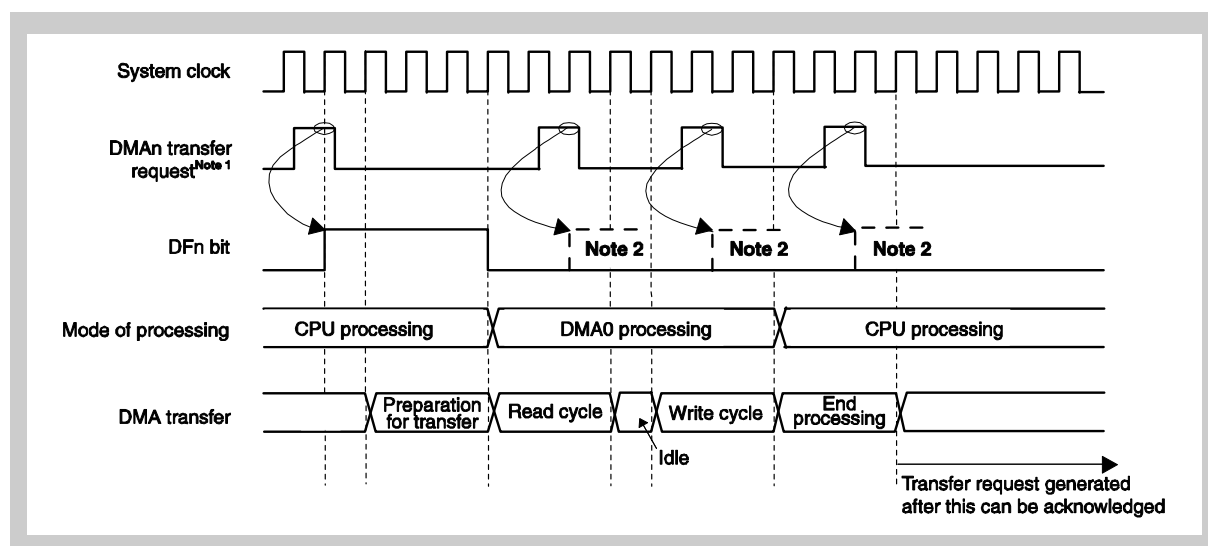 System clock
DMAn transfer
request Note 1
DFn bit
Note 2
Note 2
Note 2
Mode of processing
CPU processing
DMA0 processing
CPU processing
DMA transfer
Preparation
for transfer
Read cycle
Write cycle
End
processing
Idle
Transfer request generated
after this can be acknowledged